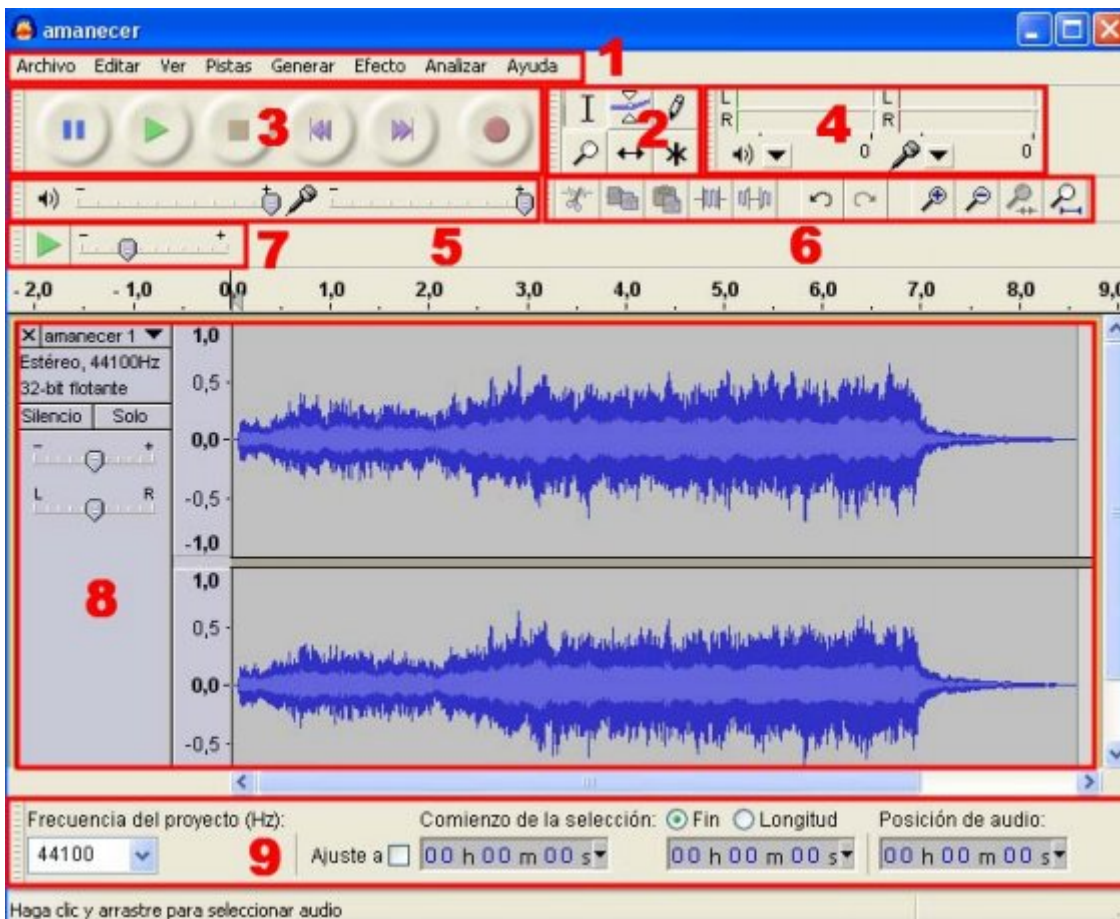 amanecer
Archivo Editar Ver Pistas Generar Efecto Analizar Ayuda 1
3 2 L R 0 L R 0 4
- + - +
- + 7 5 6
- 2,0 - 1,0 0,0 1,0 2,0 3,0 4,0 5,0 6,0 7,0 8,0 9,0
X amanecer 1
Estéreo, 44100Hz
32-bit flotante
Silencio Solo
- +
L R
8
1,0
0,5
0,0
-0,5
-1,0
1,0
0,5
0,0
-0,5
Frecuencia del proyecto (Hz): Comienzo de la selección: Fin Longitud Posición de audio:
44100 9 Ajuste a 00 h 00 m 00 s 00 h 00 m 00 s 00 h 00 m 00 s
Haga clic y arrastre para seleccionar audio